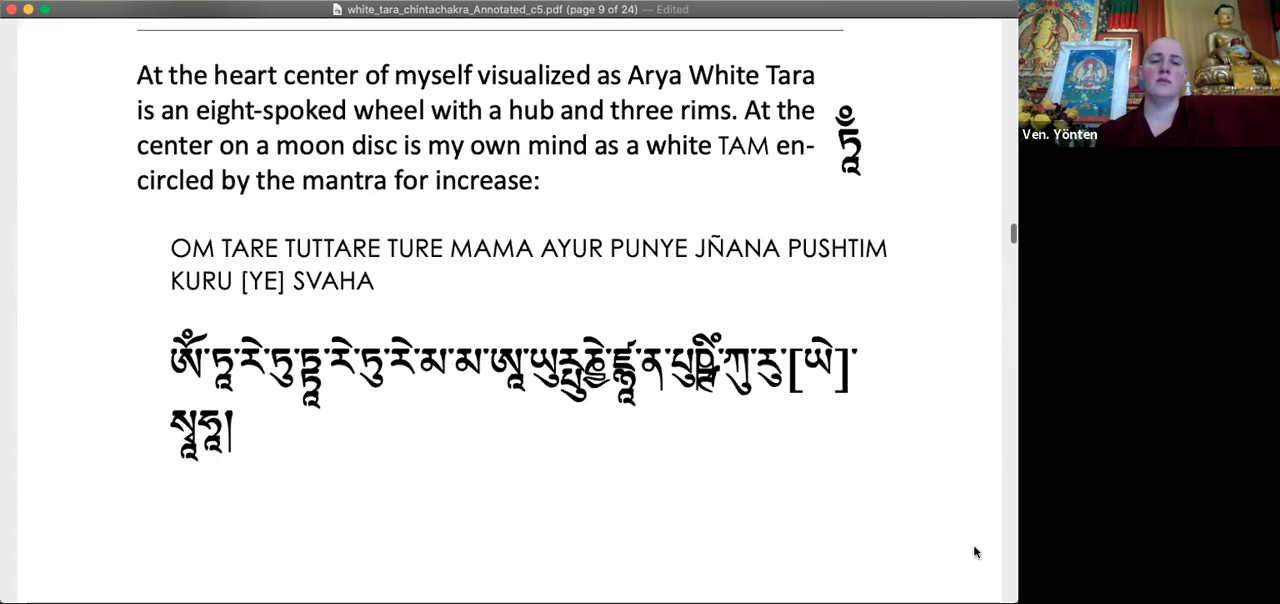 white_tara_chintachakra_Annotated_c5.pdf (page 9 of 24) — Edited
At the heart center of myself visualized as Arya White Tara
is an eight-spoked wheel with a hub and three rims. At the
center on a moon disc is my own mind as a white TAM en-
circled by the mantra for increase:
ཏཱཾ
OM TARE TUTTARE TURE MAMA AYUR PUNYE JÑANA PUSHTIM
KURU [YE] SVAHA
ཨོཾ་ཏཱ་རེ་ཏུ་ཏྟཱ་རེ་ཏུ་རེ་མ་མ་ཨཱ་ཡུརྤུཎྱེ་ཛྙཱ་ན་པུཥྚིཾ་ཀུ་རུ་[ཡེ]་
སྭཱ་ཧཱ།
Ven. Yönten